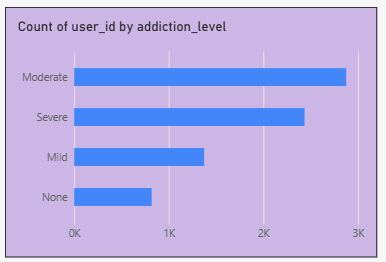 Count of user_id by addiction_level
Moderate
Severe
Mild
None
0K 1K 2K 3K